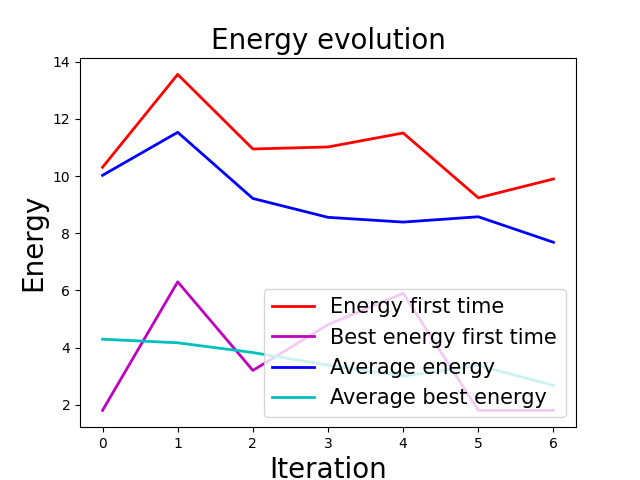 Energy evolution
14
12
10
8
6
4
2
Energy
Energy first time
Best energy first time
Average energy
Average best energy
0 1 2 3 4 5 6
Iteration